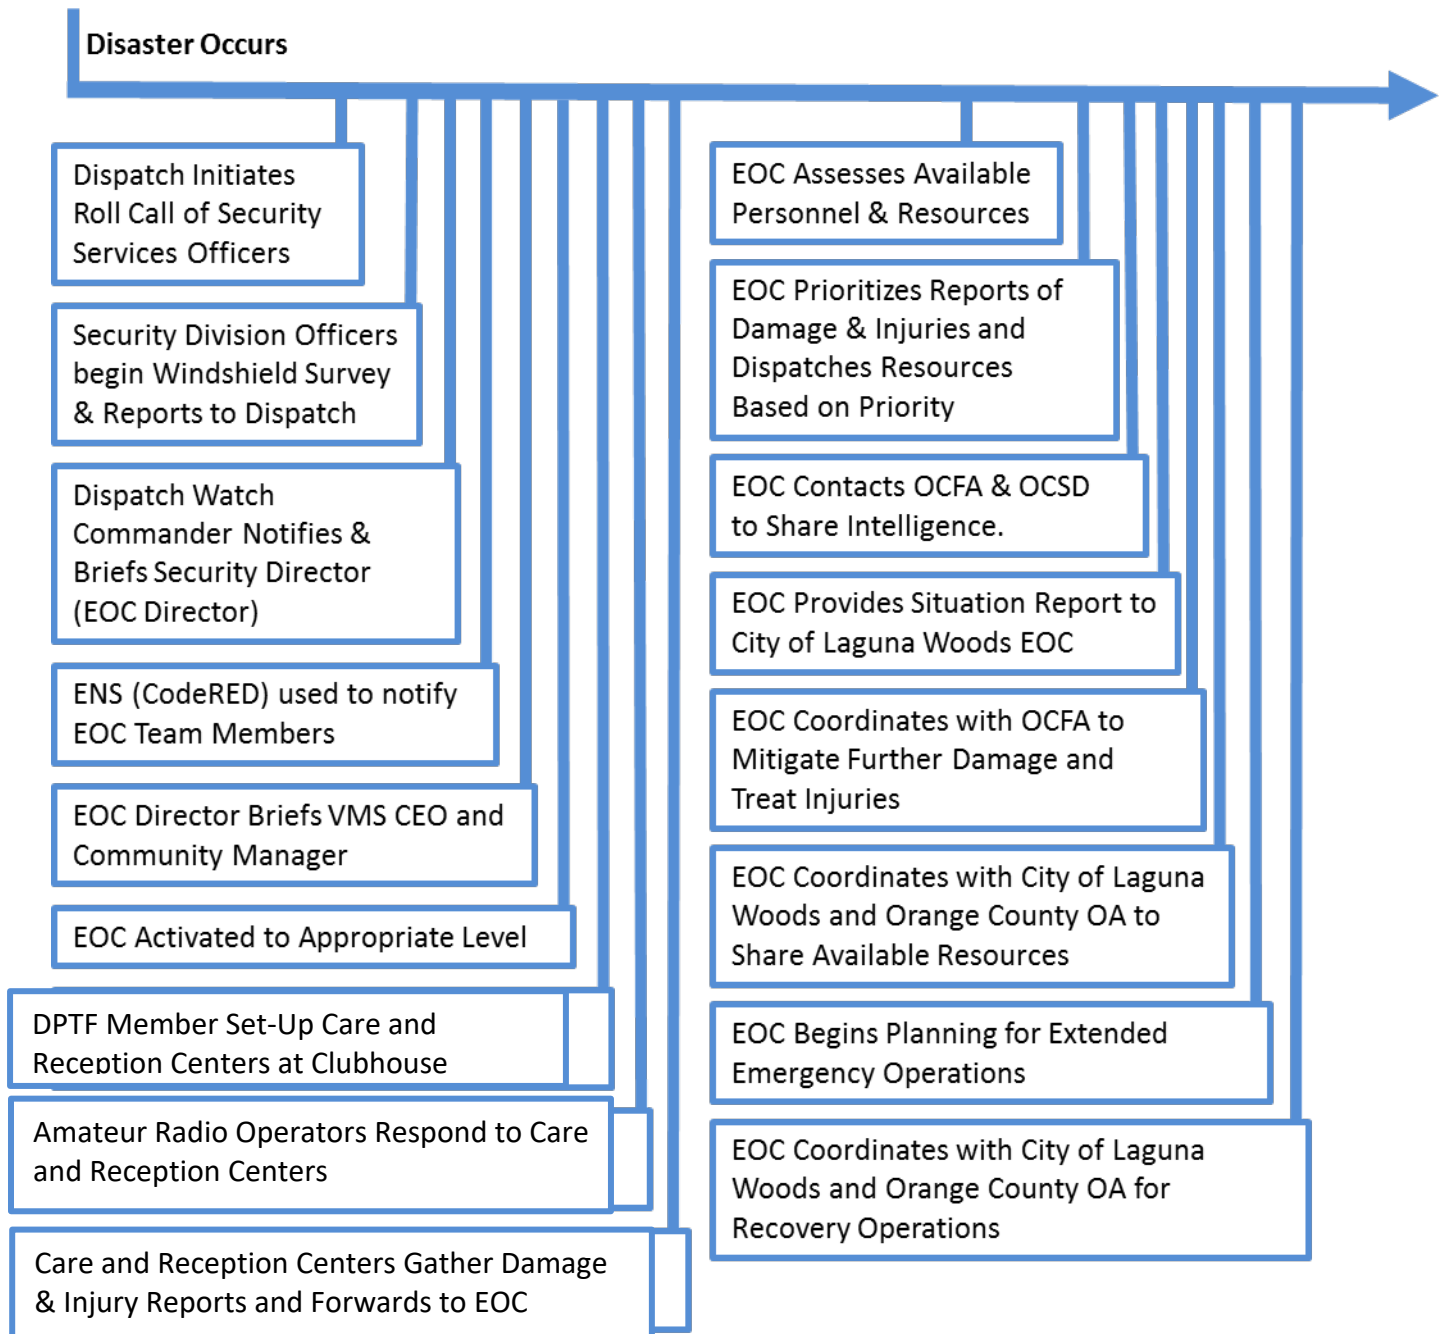 Disaster Occurs
Dispatch Initiates
Roll Call of Security
Services Officers
Security Division Officers
begin Windshield Survey
& Reports to Dispatch
Dispatch Watch
Commander Notifies &
Briefs Security Director
(EOC Director)
ENS (CodeRED) used to notify
EOC Team Members
EOC Director Briefs VMS CEO and
Community Manager
EOC Activated to Appropriate Level
DPTF Member Set-Up Care and
Reception Centers at Clubhouse
Amateur Radio Operators Respond to Care
and Reception Centers
Care and Reception Centers Gather Damage
& Injury Reports and Forwards to EOC
EOC Assesses Available
Personnel & Resources
EOC Prioritizes Reports of
Damage & Injuries and
Dispatches Resources
Based on Priority
EOC Contacts OCFA & OCSD
to Share Intelligence.
EOC Provides Situation Report to
City of Laguna Woods EOC
EOC Coordinates with OCFA to
Mitigate Further Damage and
Treat Injuries
EOC Coordinates with City of Laguna
Woods and Orange County OA to
Share Available Resources
EOC Begins Planning for Extended
Emergency Operations
EOC Coordinates with City of Laguna
Woods and Orange County OA for
Recovery Operations